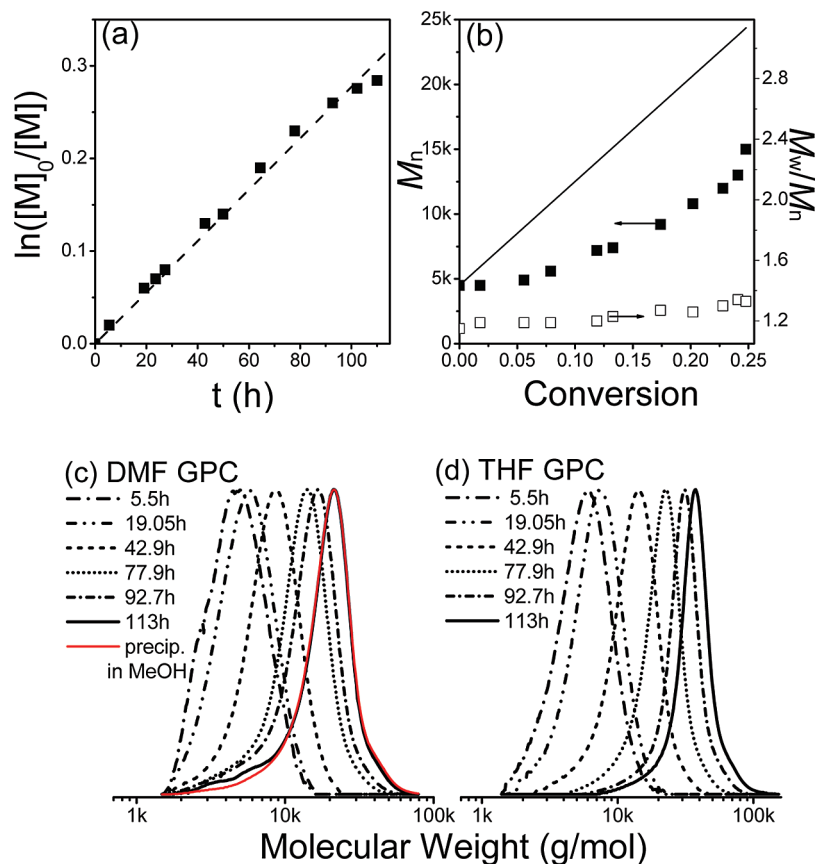 (a)
ln([M]0/[M])
0.3
0.2
0.1
0.0
0 20 40 60 80 100
t (h)
(b)
Mn
25k
20k
15k
10k
5k
0
2.8
2.4
2.0
1.6
1.2
Mw/Mn
0.00 0.05 0.10 0.15 0.20 0.25
Conversion
(c) DMF GPC
5.5h
19.05h
42.9h
77.9h
92.7h
113h
precip.
in MeOH
1k 10k 100k
(d) THF GPC
5.5h
19.05h
42.9h
77.9h
92.7h
113h
1k 10k 100k
Molecular Weight (g/mol)